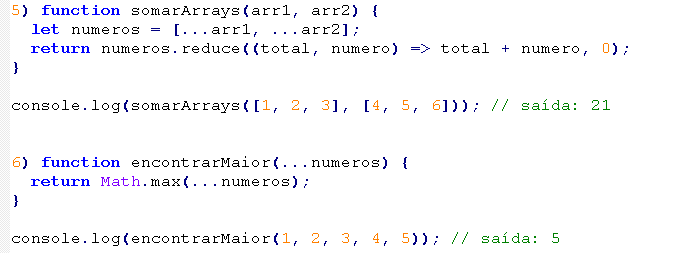 5) function somarArrays(arr1, arr2) {
  let numeros = [...arr1, ...arr2];
  return numeros.reduce((total, numero) => total + numero, 0);
}

console.log(somarArrays([1, 2, 3], [4, 5, 6])); // saída: 21

6) function encontrarMaior(...numeros) {
  return Math.max(...numeros);
}

console.log(encontrarMaior(1, 2, 3, 4, 5)); // saída: 5